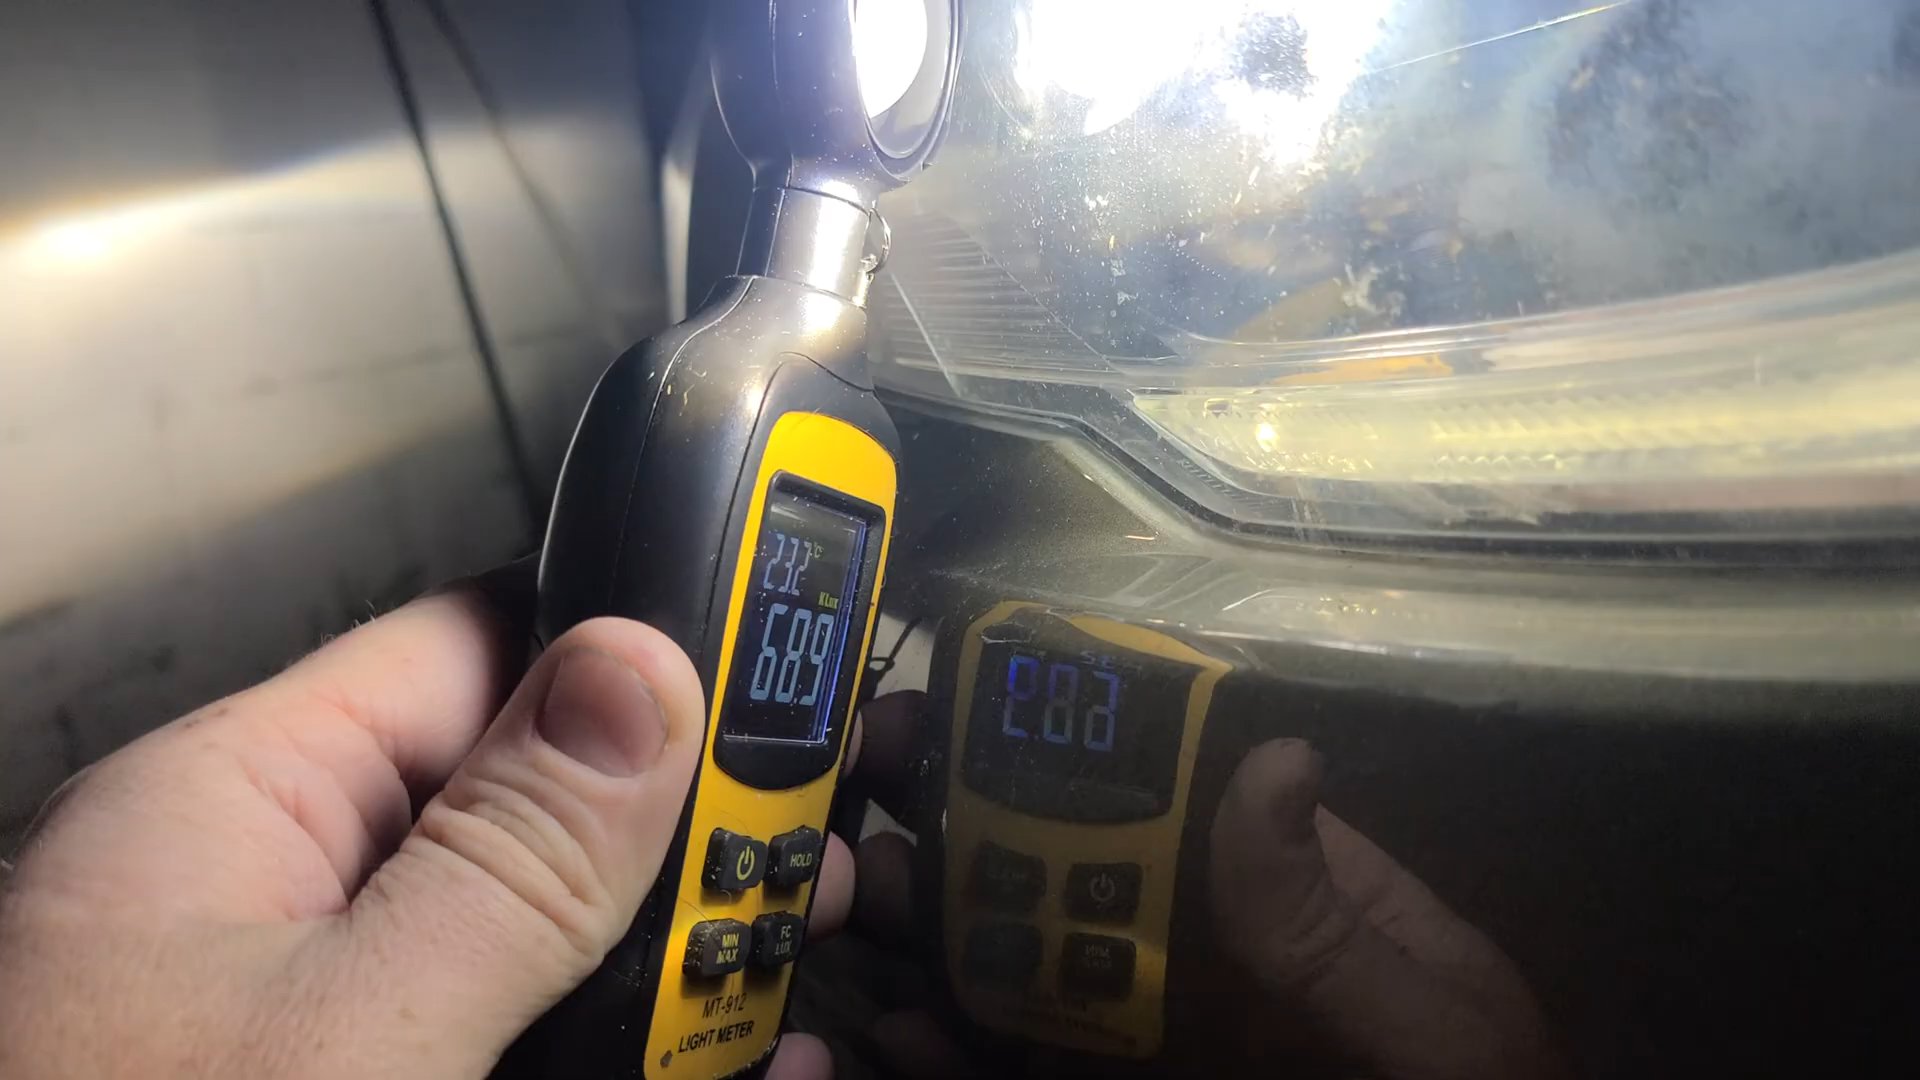 23.2°C
KLux
68.9
HOLD
MIN
MAX
FC
LUX
MT-912
LIGHT METER